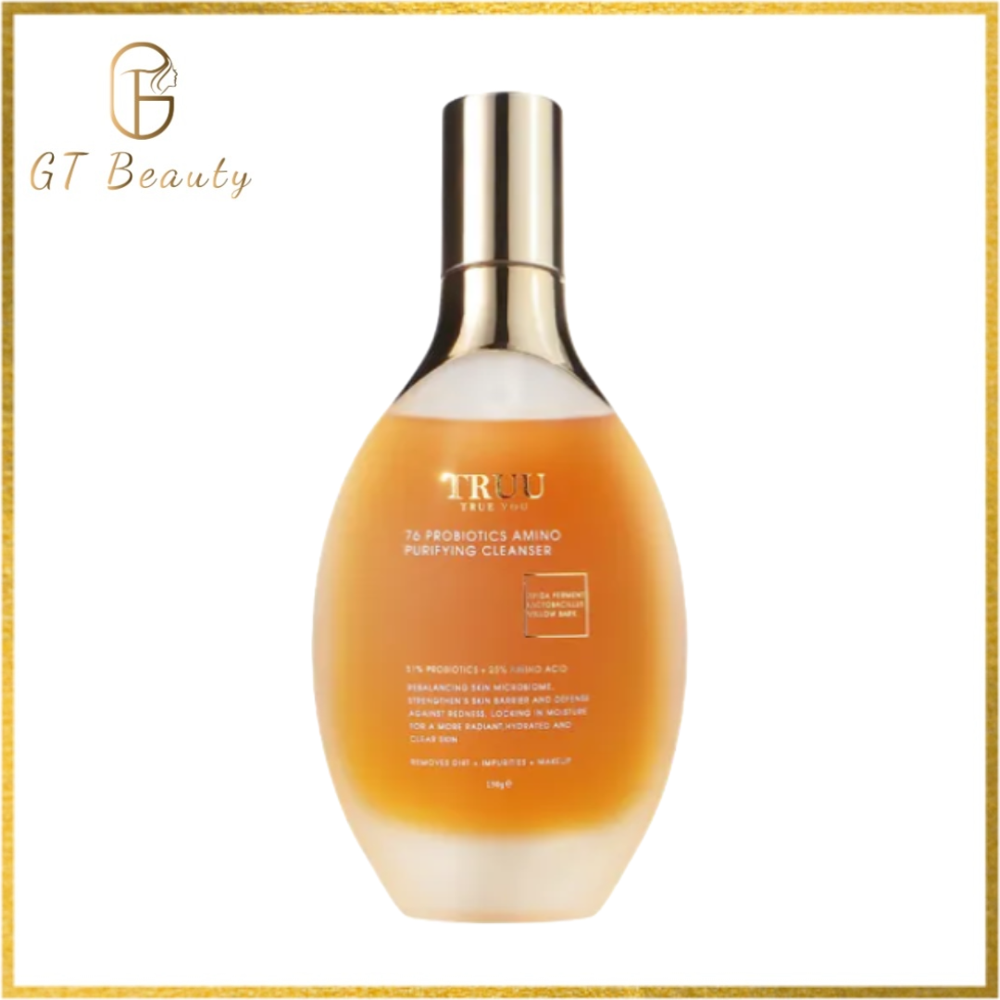 GT Beauty
TRUU
TRUE YOU
76 PROBIOTICS AMINO
PURIFYING CLEANSER
BIFIDA FERMENT
LACTOBACILLUS
WILLOW BARK
51% PROBIOTICS + 25% AMINO ACID
REBALANCING SKIN MICROBIOME,
STRENGTHEN'S SKIN BARRIER AND DEFENSE
AGAINST REDNESS, LOCKING IN MOISTURE
FOR A MORE RADIANT,HYDRATED AND
CLEAR SKIN
REMOVES DIRT + IMPURITIES + MAKEUP